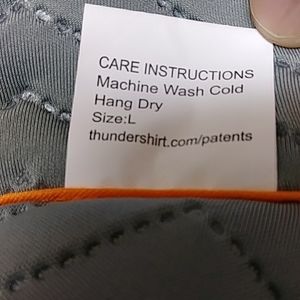 CARE INSTRUCTIONS
Machine Wash Cold
Hang Dry
Size:L
thundershirt.com/patents